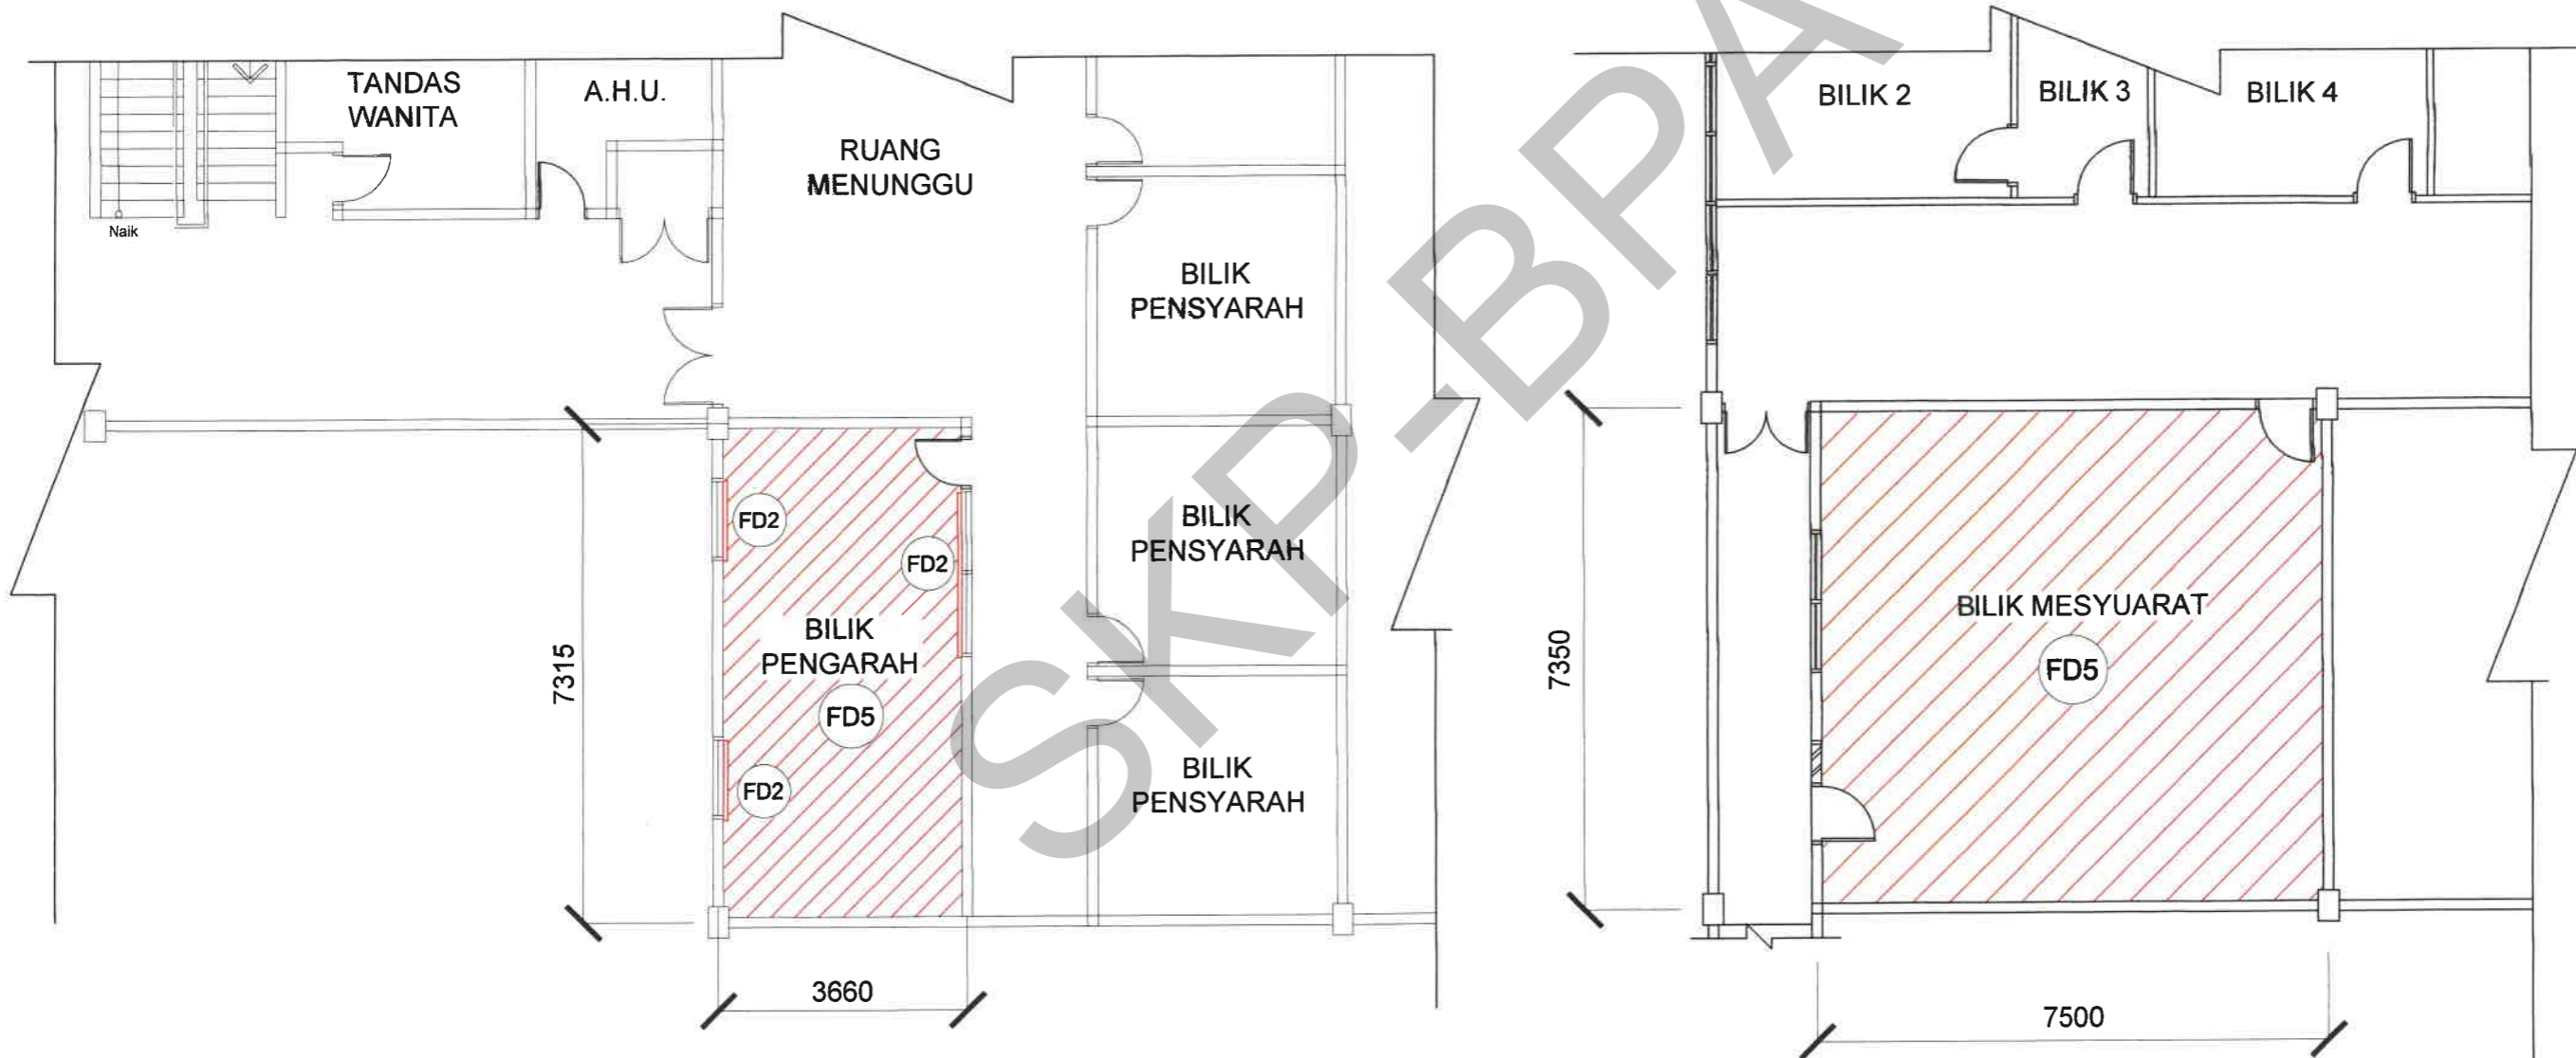 TANDAS
WANITA
A.H.U.
Naik
RUANG
MENUNGGU
BILIK
PENSYARAH
BILIK
PENSYARAH
BILIK
PENSYARAH
FD2
FD2
BILIK
PENGARAH
FD5
FD2
7315
3660
BILIK 2
BILIK 3
BILIK 4
BILIK MESYUARAT
FD5
7350
7500
SKP-BPA